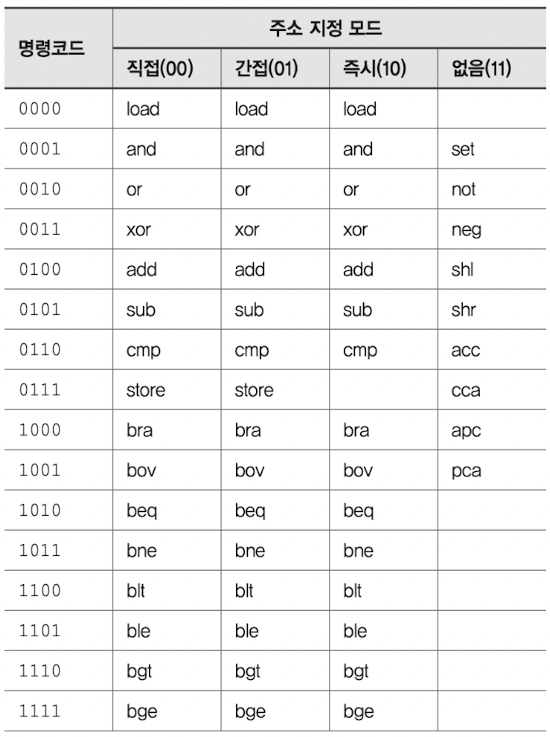 명령코드 주소 지정 모드
직접(00) 간접(01) 즉시(10) 없음(11)
0000 load load load
0001 and and and set
0010 or or or not
0011 xor xor xor neg
0100 add add add shl
0101 sub sub sub shr
0110 cmp cmp cmp acc
0111 store store cca
1000 bra bra bra apc
1001 bov bov bov pca
1010 beq beq beq
1011 bne bne bne
1100 blt blt blt
1101 ble ble ble
1110 bgt bgt bgt
1111 bge bge bge